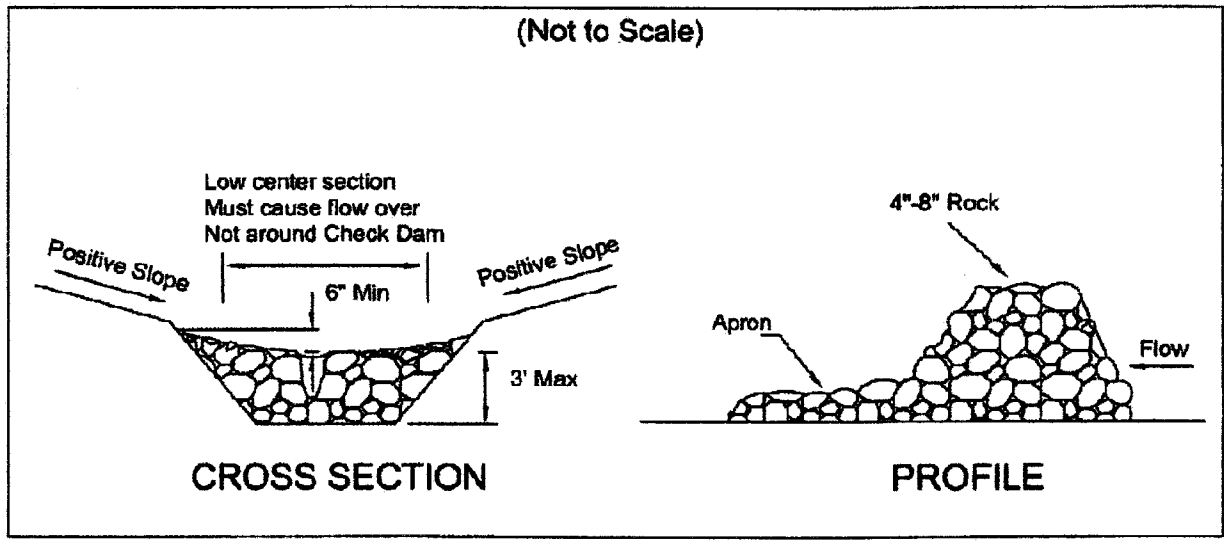 (Not to Scale)
Low center section
Must cause flow over
Not around Check Dam
Positive Slope
Positive Slope
6" Min
3' Max
CROSS SECTION
4"-8" Rock
Apron
Flow
PROFILE